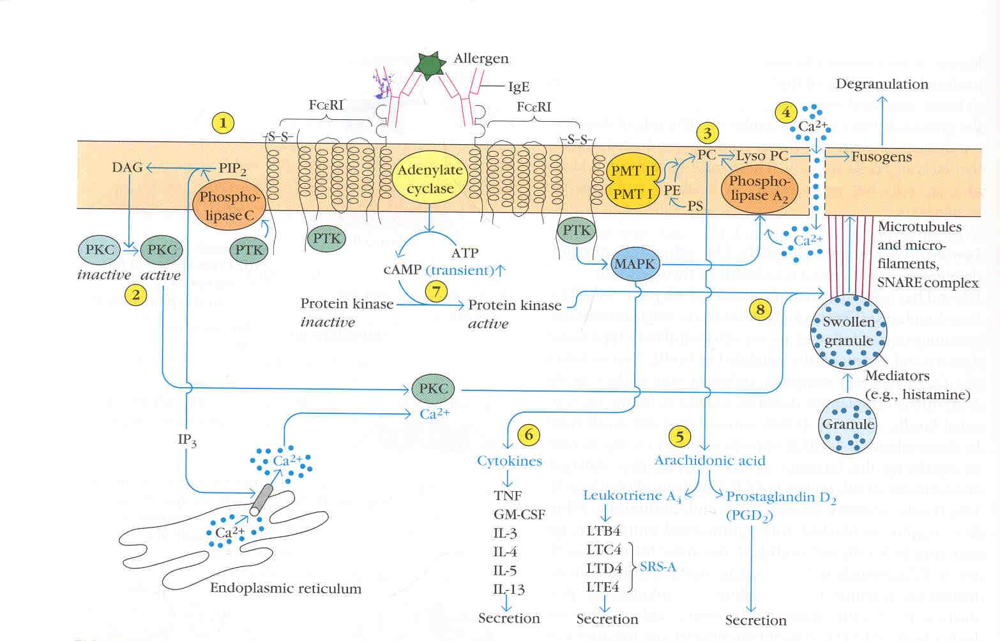 Allergen
IgE
Degranulation
FcεRI
FcεRI
1
4
Ca2+
3
-S-S-
-S-S-
DAG
PIP2
Phospho-
lipase C
Adenylate
cyclase
PMT II
PMT I
PE
PS
PC
Lyso PC
Phospho-
lipase A2
Fusogens
PTK
PTK
PTK
PKC
inactive
PKC
active
2
ATP
cAMP (transient)↑
7
Protein kinase
inactive
Protein kinase
active
MAPK
Ca2+
Microtubules
and micro-
filaments,
SNARE complex
8
Swollen
granule
Mediators
(e.g., histamine)
Granule
PKC
Ca2+
IP3
Ca2+
Ca2+
Endoplasmic reticulum
6
Cytokines
TNF
GM-CSF
IL-3
IL-4
IL-5
IL-13
Secretion
5
Arachidonic acid
Leukotriene A4
LTB4
LTC4
LTD4
LTE4
SRS-A
Secretion
Prostaglandin D2
(PGD2)
Secretion